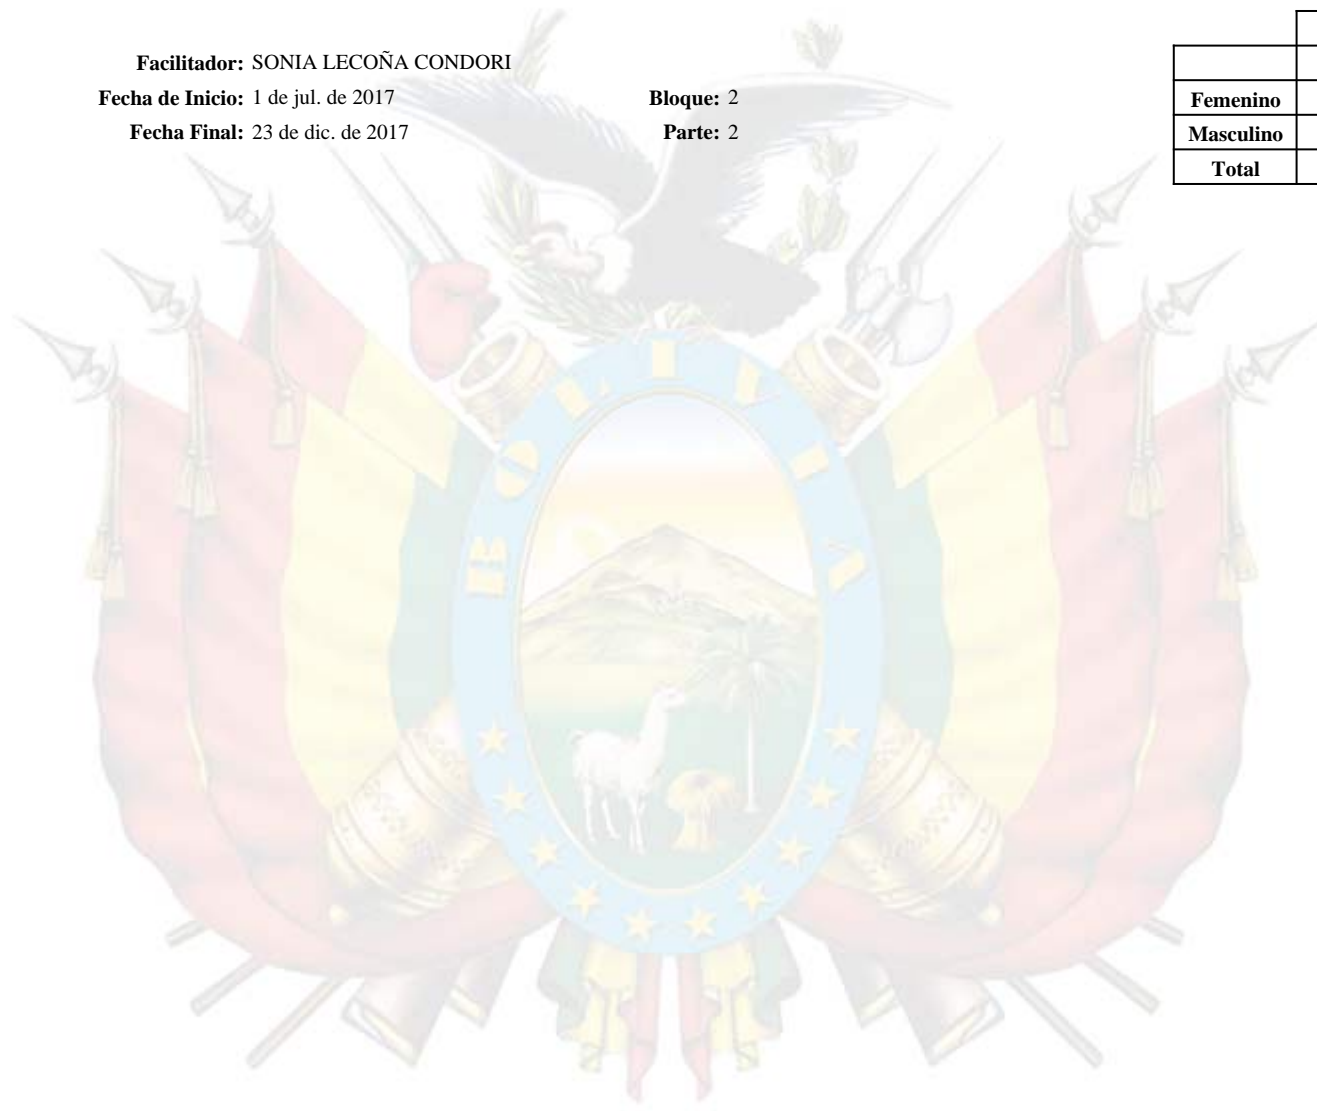 Facilitador: SONIA LECOÑA CONDORI
Fecha de Inicio: 1 de jul. de 2017 Bloque: 2
Fecha Final: 23 de dic. de 2017 Parte: 2
Femenino
Masculino
Total
BOLIVIA